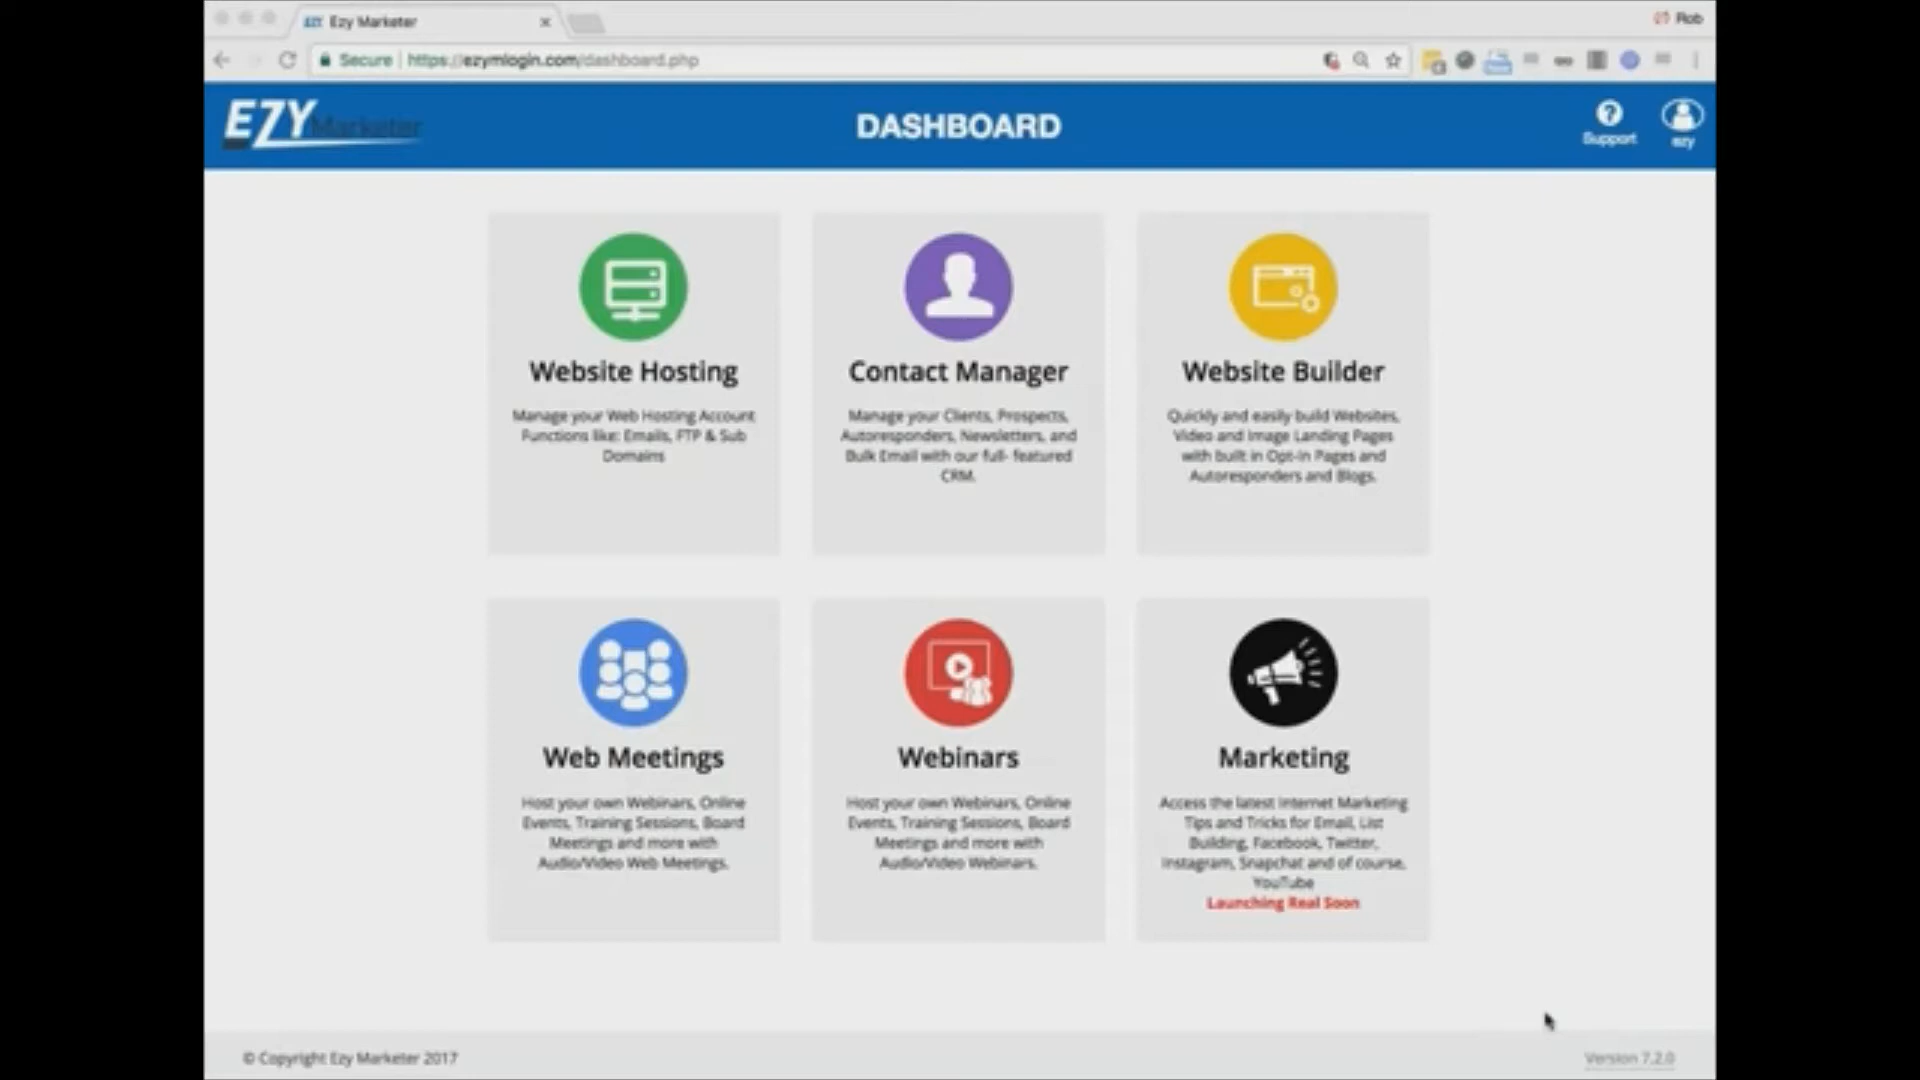 Ezy Marketer
Rob
Secure https://ezymlogin.com/dashboard.php
EZY Marketer
DASHBOARD
Support
ezy
Website Hosting
Manage your Web Hosting Account
Functions like: Emails, FTP & Sub
Domains
Contact Manager
Manage your Clients, Prospects,
Autoresponders, Newsletters, and
Bulk Email with our full- featured
CRM.
Website Builder
Quickly and easily build Websites,
Video and Image Landing Pages
with built in Opt-In Pages and
Autoresponders and Blogs.
Web Meetings
Host your own Webinars, Online
Events, Training Sessions, Board
Meetings and more with
Audio/Video Web Meetings.
Webinars
Host your own Webinars, Online
Events, Training Sessions, Board
Meetings and more with
Audio/Video Webinars.
Marketing
Access the latest Internet Marketing
Tips and Tricks for Email, List
Building, Facebook, Twitter,
Instagram, Snapchat and of course,
YouTube
Launching Real Soon
© Copyright Ezy Marketer 2017
Version 7.2.0